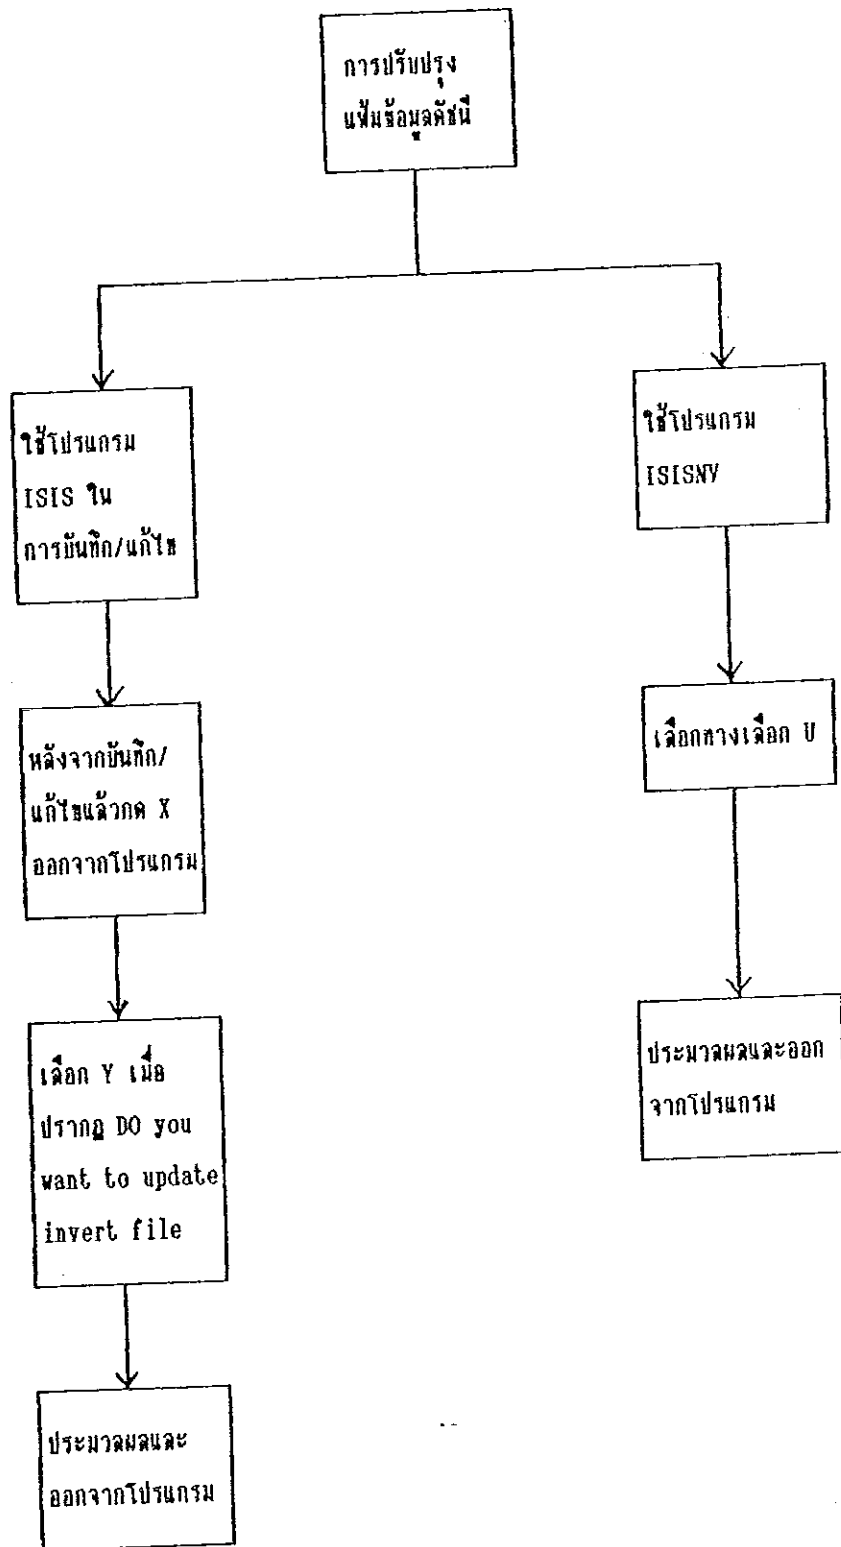 การปรับปรุง
แฟ้มข้อมูลดัชนี
ใช้โปรแกรม
ISIS ใน
การบันทึก/แก้ไข
หลังจากบันทึก/
แก้ไขแล้วกด X
ออกจากโปรแกรม
เลือก Y เมื่อ
ปรากฏ DO you
want to update
invert file
ประมวลผลและ
ออกจากโปรแกรม
ใช้โปรแกรม
ISISNV
เลือกทางเลือก U
ประมวลผลและออก
จากโปรแกรม